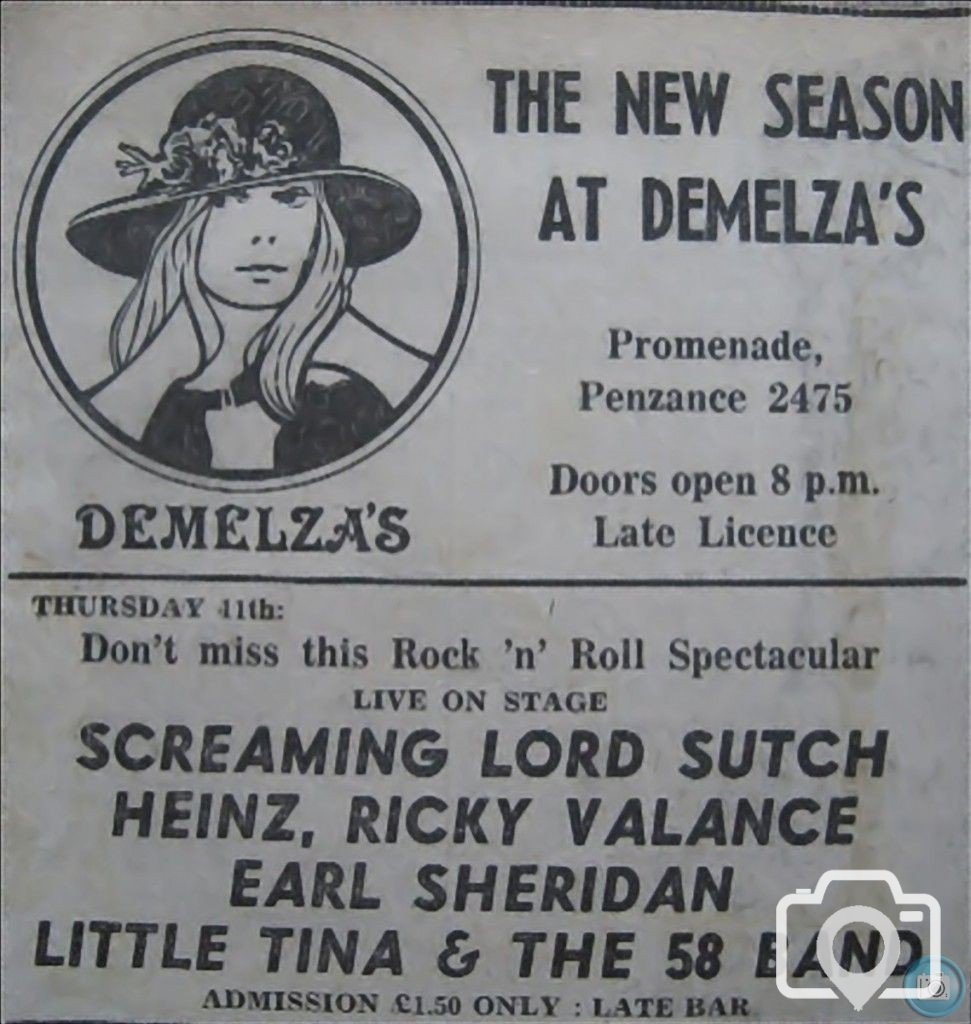 THE NEW SEASON
AT DEMELZA'S
Promenade,
Penzance 2475
Doors open 8 p.m.
Late Licence
DEMELZA'S
THURSDAY 11th:
Don't miss this Rock 'n' Roll Spectacular
LIVE ON STAGE
SCREAMING LORD SUTCH
HEINZ, RICKY VALANCE
EARL SHERIDAN
LITTLE TINA & THE 58 BAND
ADMISSION £1.50 ONLY : LATE BAR